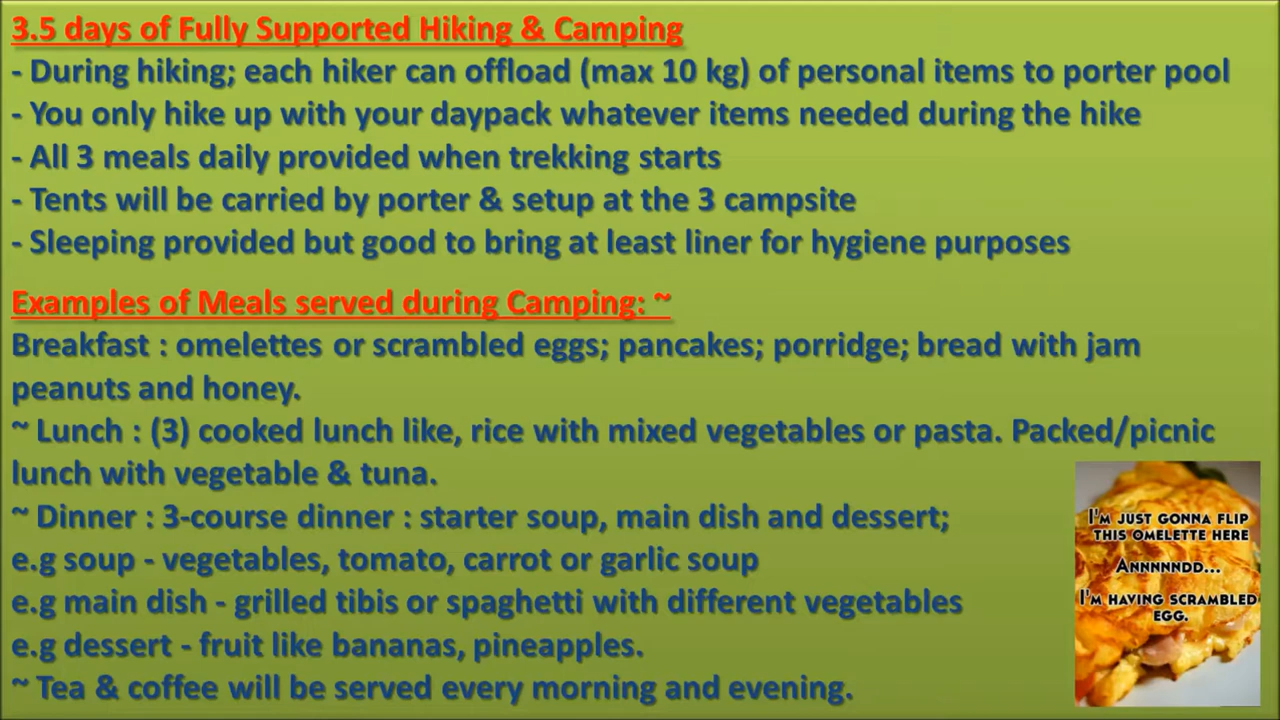 3.5 days of Fully Supported Hiking & Camping
- During hiking; each hiker can offload (max 10 kg) of personal items to porter pool
- You only hike up with your daypack whatever items needed during the hike
- All 3 meals daily provided when trekking starts
- Tents will be carried by porter & setup at the 3 campsite
- Sleeping provided but good to bring at least liner for hygiene purposes
Examples of Meals served during Camping: ~
Breakfast : omelettes or scrambled eggs; pancakes; porridge; bread with jam
peanuts and honey.
~ Lunch : (3) cooked lunch like, rice with mixed vegetables or pasta. Packed/picnic
lunch with vegetable & tuna.
~ Dinner : 3-course dinner : starter soup, main dish and dessert;
e.g soup - vegetables, tomato, carrot or garlic soup
e.g main dish - grilled tibis or spaghetti with different vegetables
e.g dessert - fruit like bananas, pineapples.
~ Tea & coffee will be served every morning and evening.
I'm just gonna flip
this omelette here
Annnnndd...
I'm having scrambled
egg.